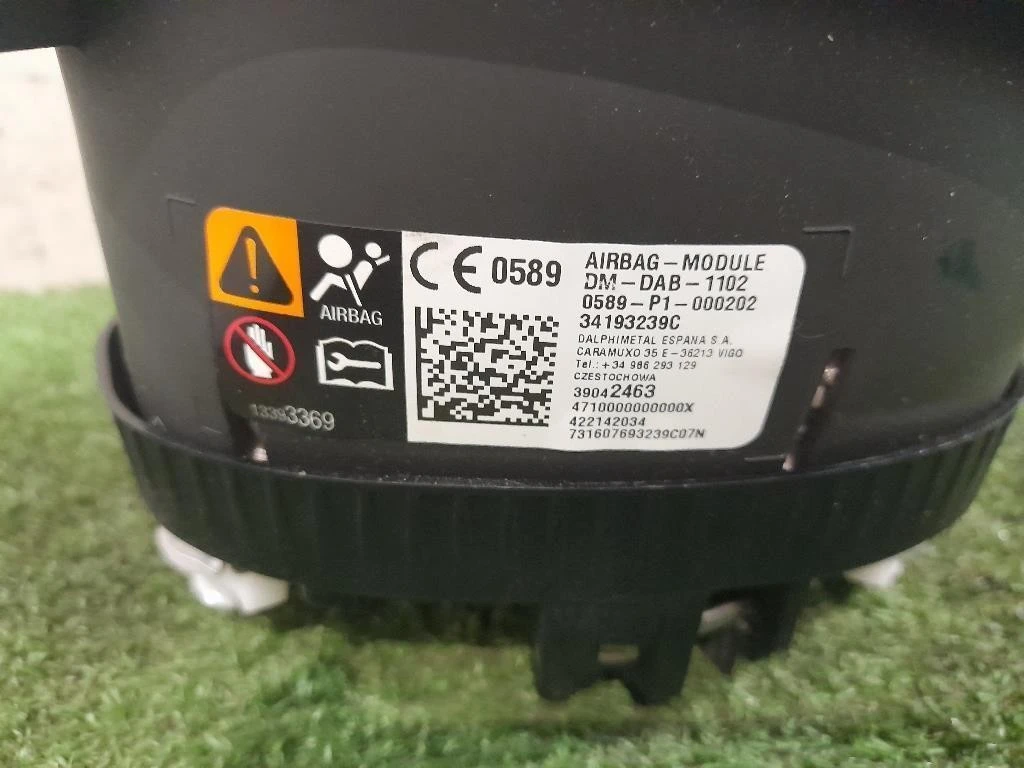 AIRBAG
13393369
CE 0589
AIRBAG-MODULE
DM-DAB-1102
0589-P1-000202
34193239C
DALPHIMETAL ESPANA S.A.
CARAMUXO 35 E-36213 VIGO
Tel.: +34 986 293 129
CZESTOCHOWA
39042463
4710000000000X
422142034
731607693239C07N